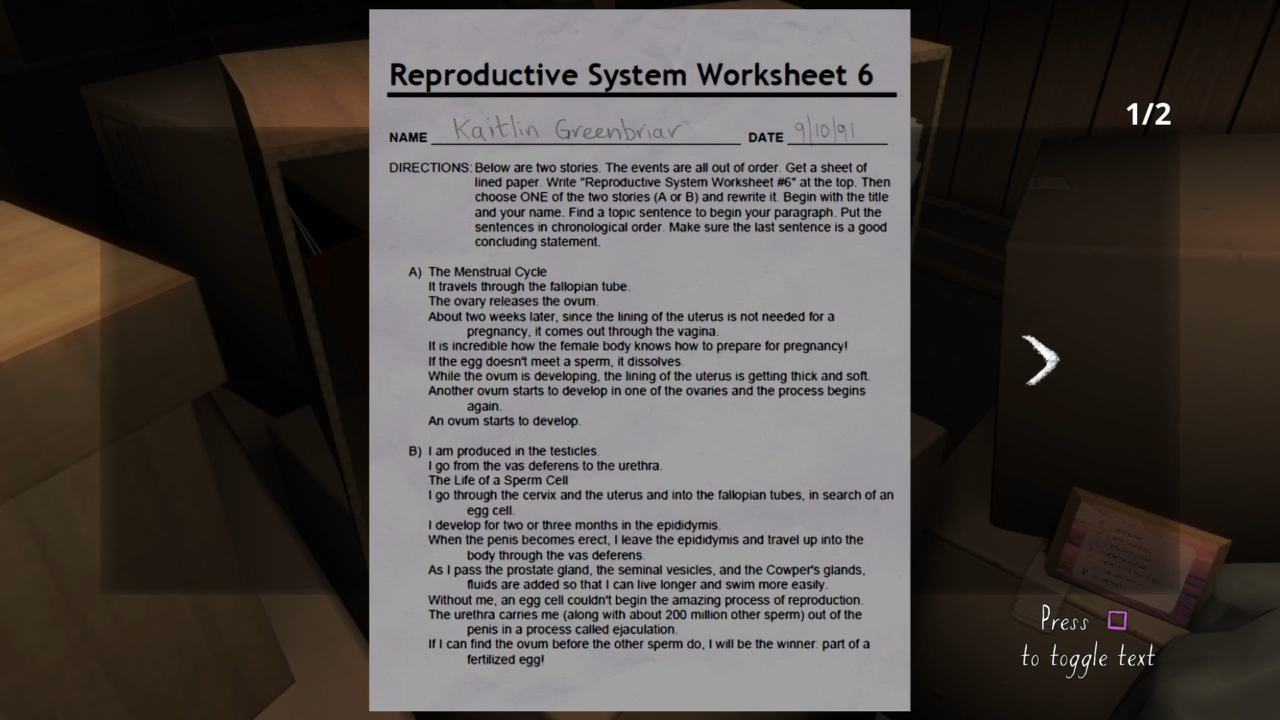 Reproductive System Worksheet 6
1/2
NAME Kaitlin Greenbriar DATE 9/10/91
DIRECTIONS: Below are two stories. The events are all out of order. Get a sheet of
lined paper. Write "Reproductive System Worksheet #6" at the top. Then
choose ONE of the two stories (A or B) and rewrite it. Begin with the title
and your name. Find a topic sentence to begin your paragraph. Put the
sentences in chronological order. Make sure the last sentence is a good
concluding statement.
A) The Menstrual Cycle
It travels through the fallopian tube.
The ovary releases the ovum.
About two weeks later, since the lining of the uterus is not needed for a
pregnancy, it comes out through the vagina.
It is incredible how the female body knows how to prepare for pregnancy!
If the egg doesn't meet a sperm, it dissolves.
While the ovum is developing, the lining of the uterus is getting thick and soft.
Another ovum starts to develop in one of the ovaries and the process begins
again.
An ovum starts to develop.
B) I am produced in the testicles.
I go from the vas deferens to the urethra.
The Life of a Sperm Cell
I go through the cervix and the uterus and into the fallopian tubes, in search of an
egg cell.
I develop for two or three months in the epididymis.
When the penis becomes erect, I leave the epididymis and travel up into the
body through the vas deferens.
As I pass the prostate gland, the seminal vesicles, and the Cowper's glands,
fluids are added so that I can live longer and swim more easily.
Without me, an egg cell couldn't begin the amazing process of reproduction.
The urethra carries me (along with about 200 million other sperm) out of the
penis in a process called ejaculation.
If I can find the ovum before the other sperm do, I will be the winner: part of a
fertilized egg!
Press
to toggle text